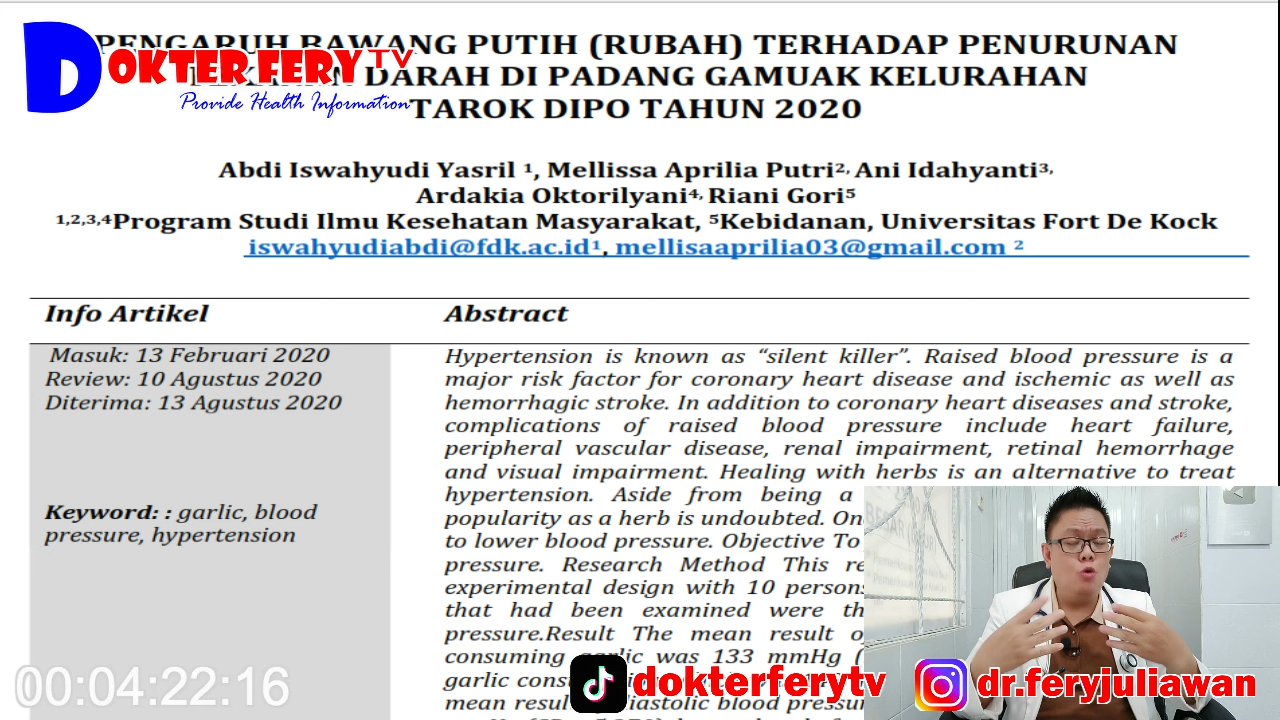 PENGARUH BAWANG PUTIH (RUBAH) TERHADAP PENURUNAN
DARAH DI PADANG GAMUAK KELURAHAN
TAROK DIPO TAHUN 2020
DOKTER FERY TV
Provide Health Information
Abdi Iswahyudi Yasril ¹, Mellissa Aprilia Putri², Ani Idahyanti³,
Ardakia Oktorilyani⁴, Riani Gori⁵
¹,²,³,⁴Program Studi Ilmu Kesehatan Masyarakat, ⁵Kebidanan, Universitas Fort De Kock
iswahyudiabdi@fdk.ac.id¹, mellisaaprilia03@gmail.com ²
Info Artikel
Masuk: 13 Februari 2020
Review: 10 Agustus 2020
Diterima: 13 Agustus 2020
Keyword: : garlic, blood
pressure, hypertension
Abstract
Hypertension is known as “silent killer”. Raised blood pressure is a
major risk factor for coronary heart disease and ischemic as well as
hemorrhagic stroke. In addition to coronary heart diseases and stroke,
complications of raised blood pressure include heart failure,
peripheral vascular disease, renal impairment, retinal hemorrhage
and visual impairment. Healing with herbs is an alternative to treat
hypertension. Aside from being a
popularity as a herb is undoubted.
to lower blood pressure. Objective To
pressure. Research Method This
experimental design with 10 persons
that had been examined were
pressure.Result The mean result
consuming garlic was 133 mmHg (
garlic
mean diastolic blood
00:04:22:16
dokterferytv
dr.feryjuliawan